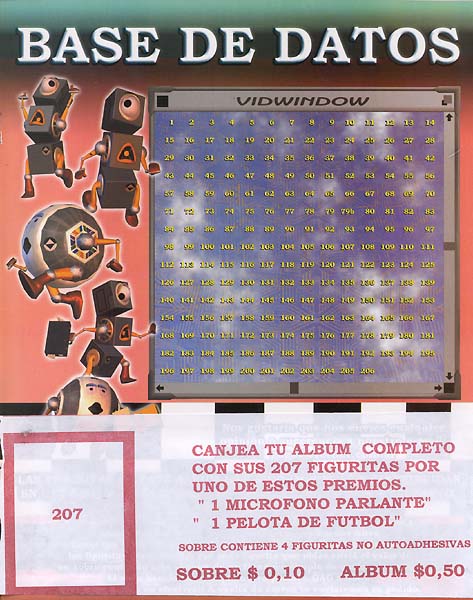 BASE DE DATOS
VIDWINDOW
1 2 3 4 5 6 7 8 9 10 11 12 13 14
15 16 17 18 19 20 21 22 23 24 25 26 27 28
29 30 31 32 33 34 35 36 37 38 39 40 41 42
43 44 45 46 47 48 49 50 51 52 53 54 55 56
57 58 59 60 61 62 63 64 65 66 67 68 69 70
71 72 73 74 75 76 77 78 79 79b 80 81 82 83
84 85 86 87 88 89 90 91 92 93 94 95 96 97
98 99 100 101 102 103 104 105 106 107 108 109 110 111
112 113 114 115 116 117 118 119 120 121 122 123 124 125
126 127 128 129 130 131 132 133 134 135 136 137 138 139
140 141 142 143 144 145 146 147 148 149 150 151 152 153
154 155 156 157 158 159 160 161 162 163 164 165 166 167
168 169 170 171 172 173 174 175 176 177 178 179 180 181
182 183 184 185 186 187 188 189 190 191 192 193 194 195
196 197 198 199 200 201 202 203 204 205 206
Nos gustaría que nos envíes cualquier
207
CANJEA TU ALBUM COMPLETO
CON SUS 207 FIGURITAS POR
UNO DE ESTOS PREMIOS.
" 1 MICROFONO PARLANTE"
" 1 PELOTA DE FUTBOL"
SOBRE CONTIENE 4 FIGURITAS NO AUTOADHESIVAS
SOBRE $ 0,10 ALBUM $0,50